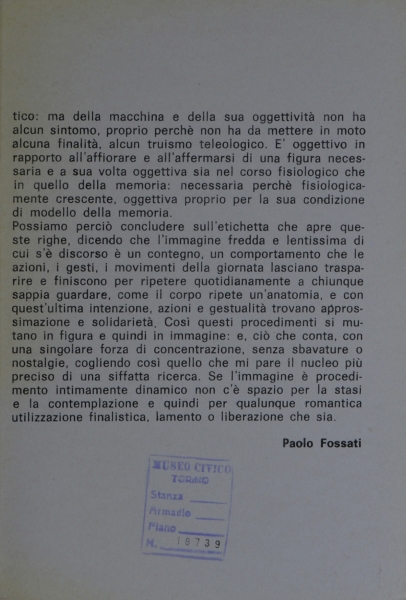 tico: ma della macchina e della sua oggettività non ha
alcun sintomo, proprio perchè non ha da mettere in moto
alcuna finalità, alcun truismo teleologico. E' oggettivo in
rapporto all'affiorare e all'affermarsi di una figura neces-
saria e a sua volta oggettiva sia nel corso fisiologico che
in quello della memoria: necessaria perchè fisiologica-
mente crescente, oggettiva proprio per la sua condizione
di modello della memoria.
Possiamo perciò concludere sull'etichetta che apre que-
ste righe, dicendo che l'immagine fredda e lentissima di
cui s'è discorso è un contegno, un comportamento che le
azioni, i gesti, i movimenti della giornata lasciano traspa-
rire e finiscono per ripetere quotidianamente a chiunque
sappia guardare, come il corpo ripete un'anatomia, e con
quest'ultima intenzione, azioni e gestualità trovano appros-
simazione e solidarietà. Così questi procedimenti si mu-
tano in figura e quindi in immagine: e, ciò che conta, con
una singolare forza di concentrazione, senza sbavature o
nostalgie, cogliendo così quello che mi pare il nucleo più
preciso di una siffatta ricerca. Se l'immagine è procedi-
mento intimamente dinamico non c'è spazio per la stasi
e la contemplazione e quindi per qualunque romantica
utilizzazione finalistica, lamento o liberazione che sia.
Paolo Fossati
MUSEO CIVICO
TORINO
Stanza
Armadio
Piano
N. 18739